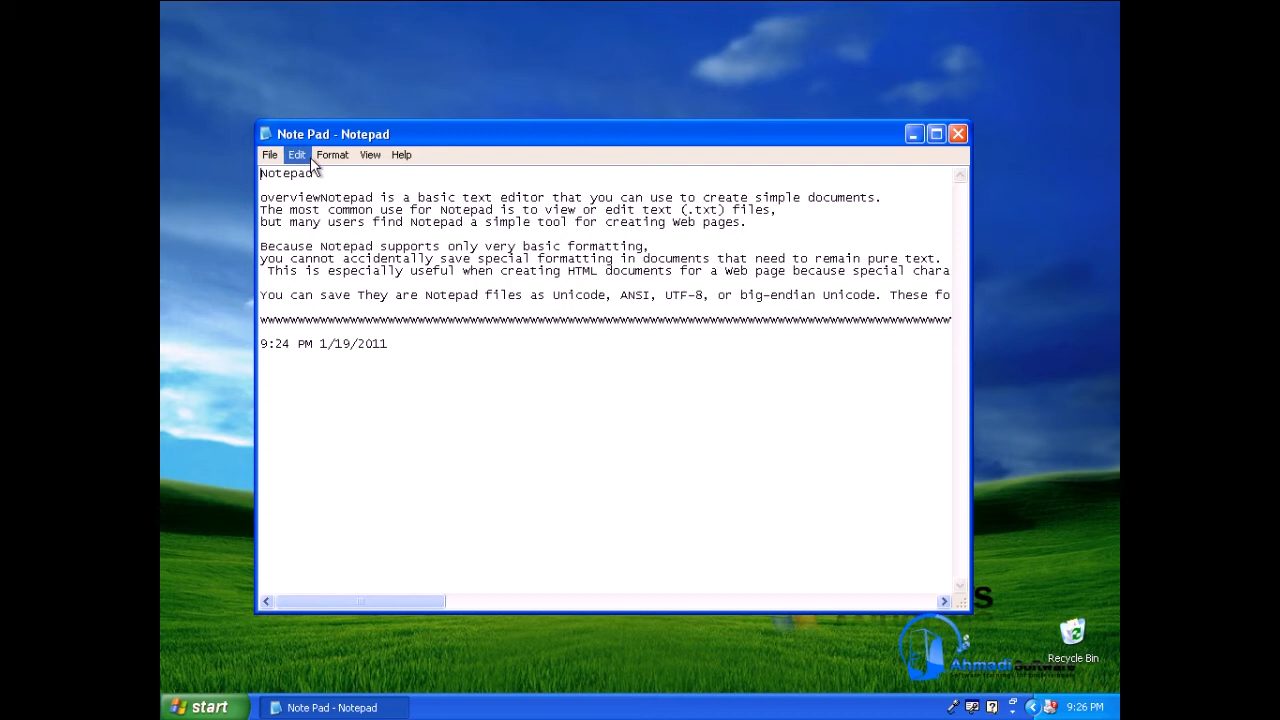 Note Pad - Notepad
File Edit Format View Help
Notepad
overviewNotepad is a basic text editor that you can use to create simple documents.
The most common use for Notepad is to view or edit text (.txt) files,
but many users find Notepad a simple tool for creating Web pages.
Because Notepad supports only very basic formatting,
you cannot accidentally save special formatting in documents that need to remain pure text.
This is especially useful when creating HTML documents for a Web page because special chara
You can save They are Notepad files as Unicode, ANSI, UTF-8, or big-endian Unicode. These fo
9:24 PM 1/19/2011
Recycle Bin
Ahmadi Software
start
Note Pad - Notepad
9:26 PM